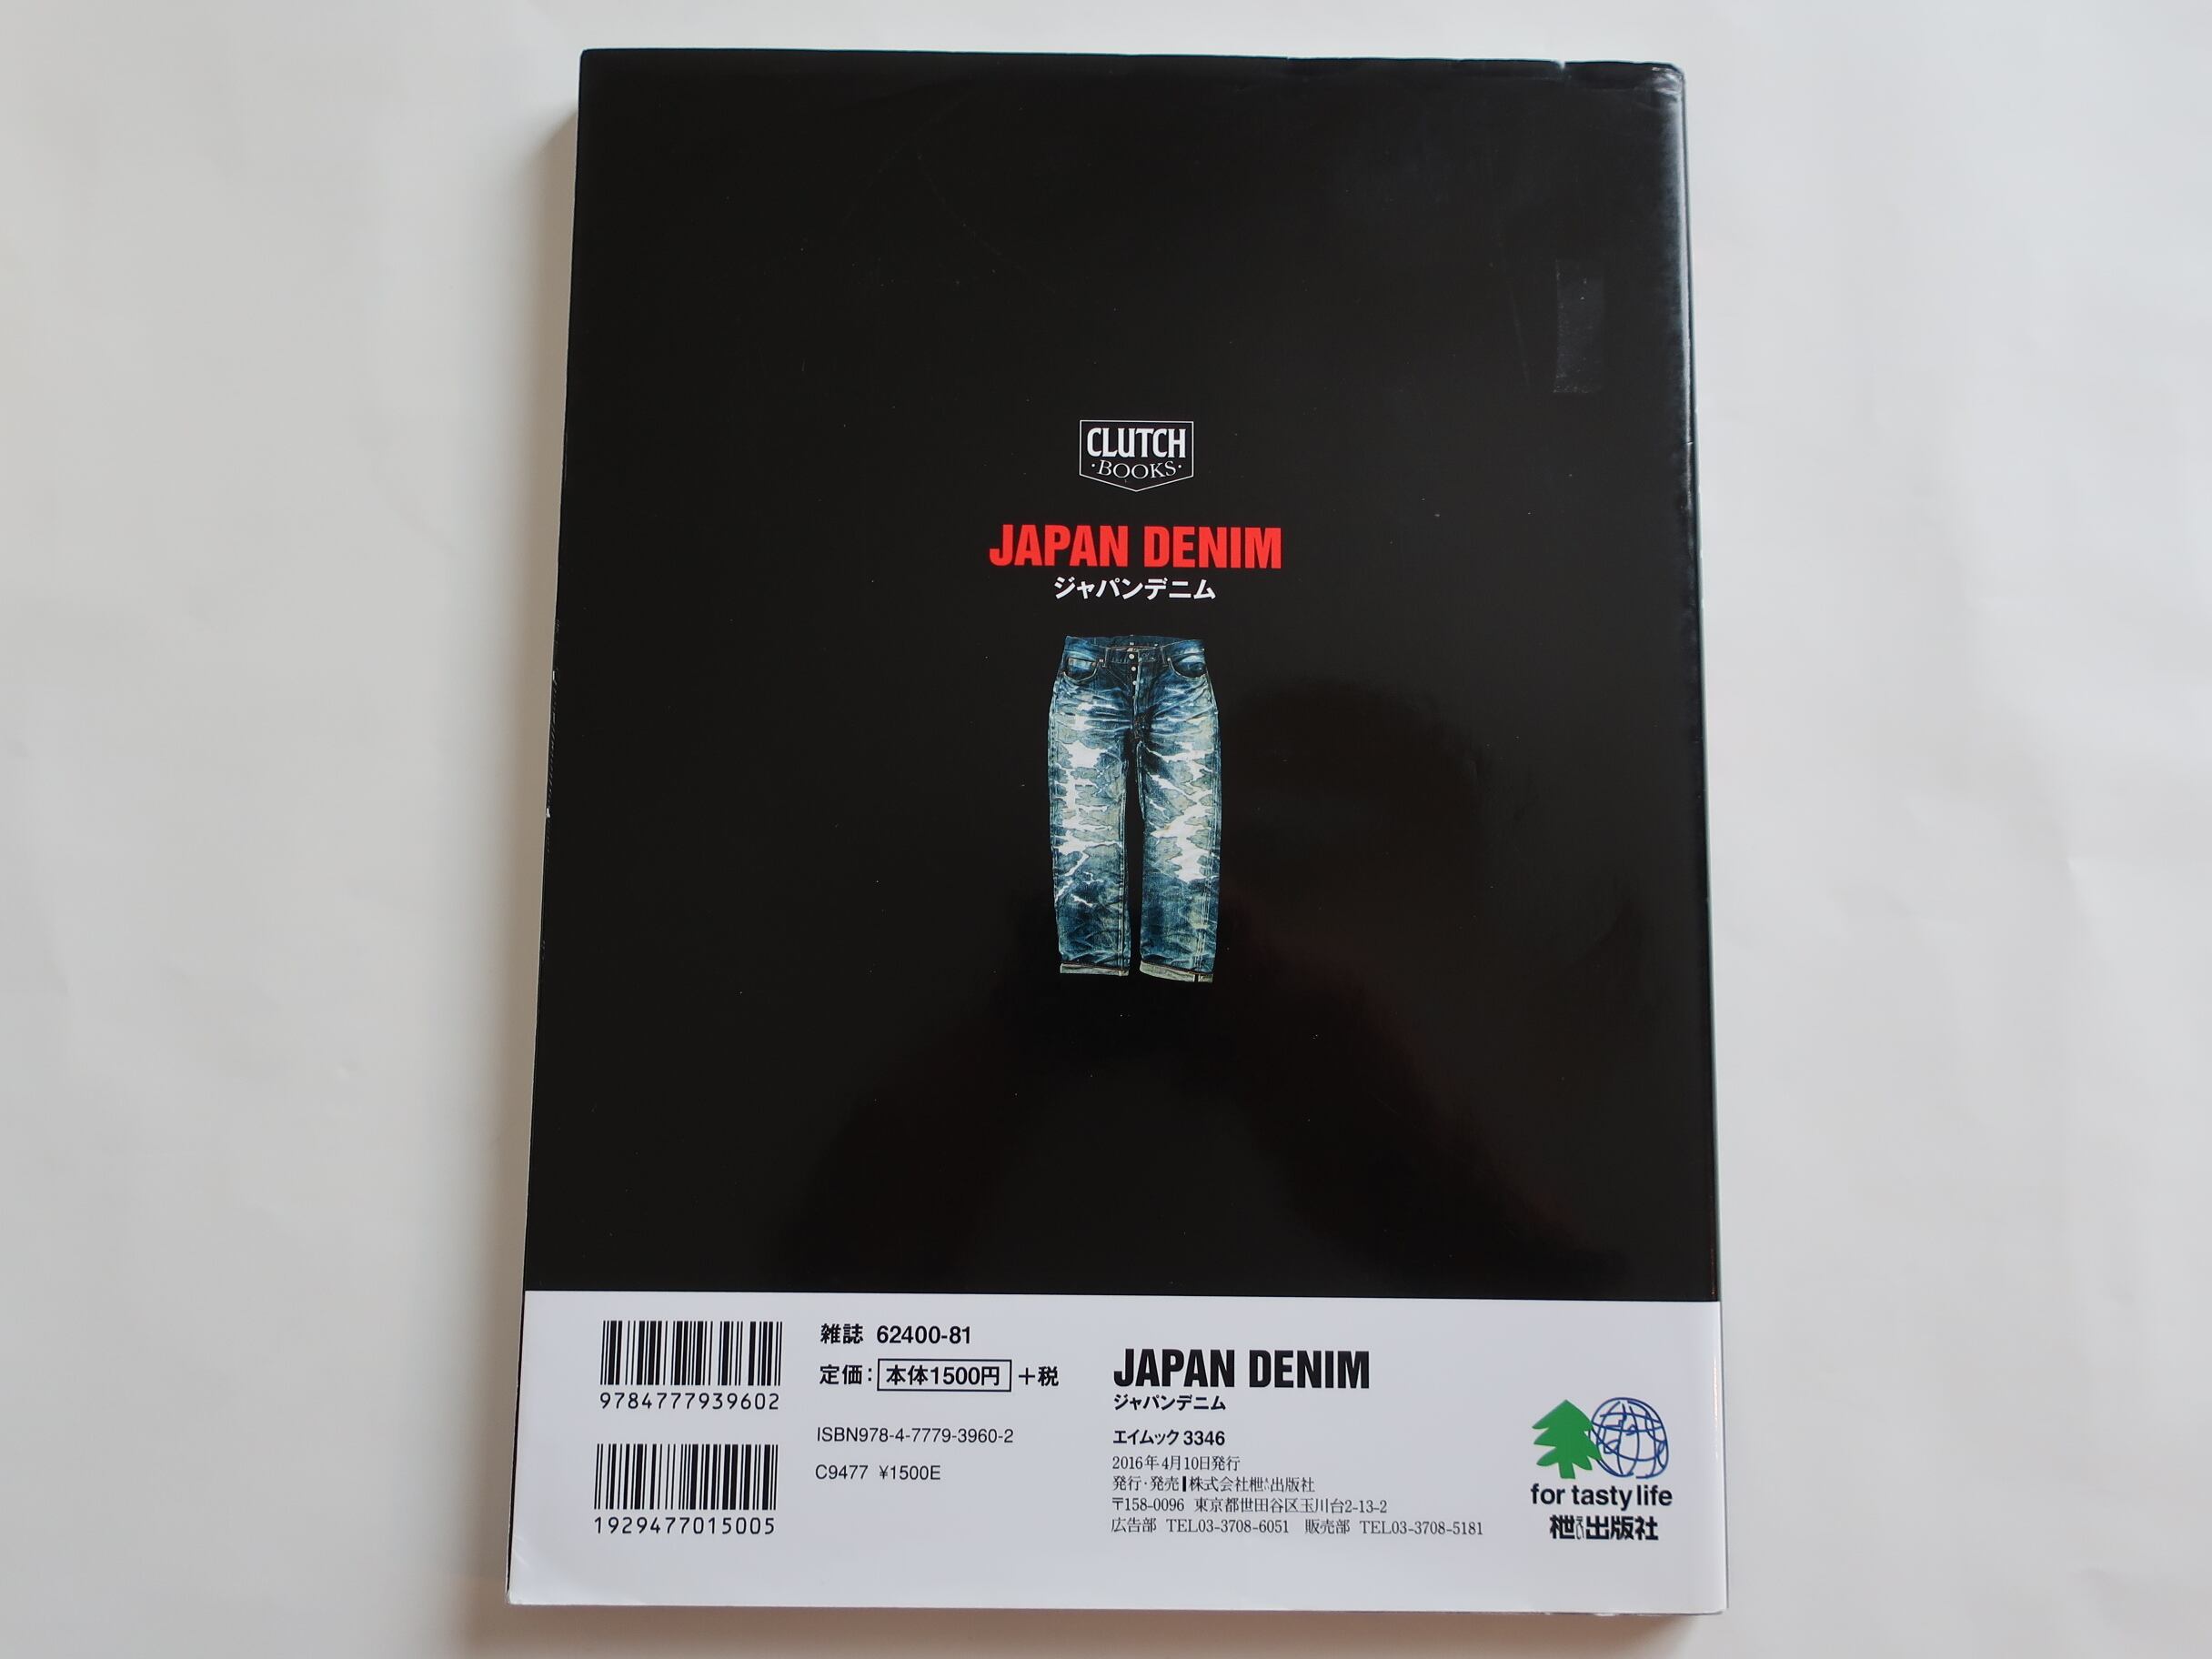 CLUTCH
・BOOKS・
JAPAN DENIM
ジャパンデニム
9784777939602
1929477015005
雑誌 62400-81
定価：本体1500円＋税
ISBN978-4-7779-3960-2
C9477 ¥1500E
JAPAN DENIM
ジャパンデニム
エイムック 3346
2016年4月10日発行
発行・発売 株式会社枻出版社
〒158-0096 東京都世田谷区玉川台2-13-2
広告部 TEL03-3708-6051 販売部 TEL03-3708-5181
for tasty life
枻出版社